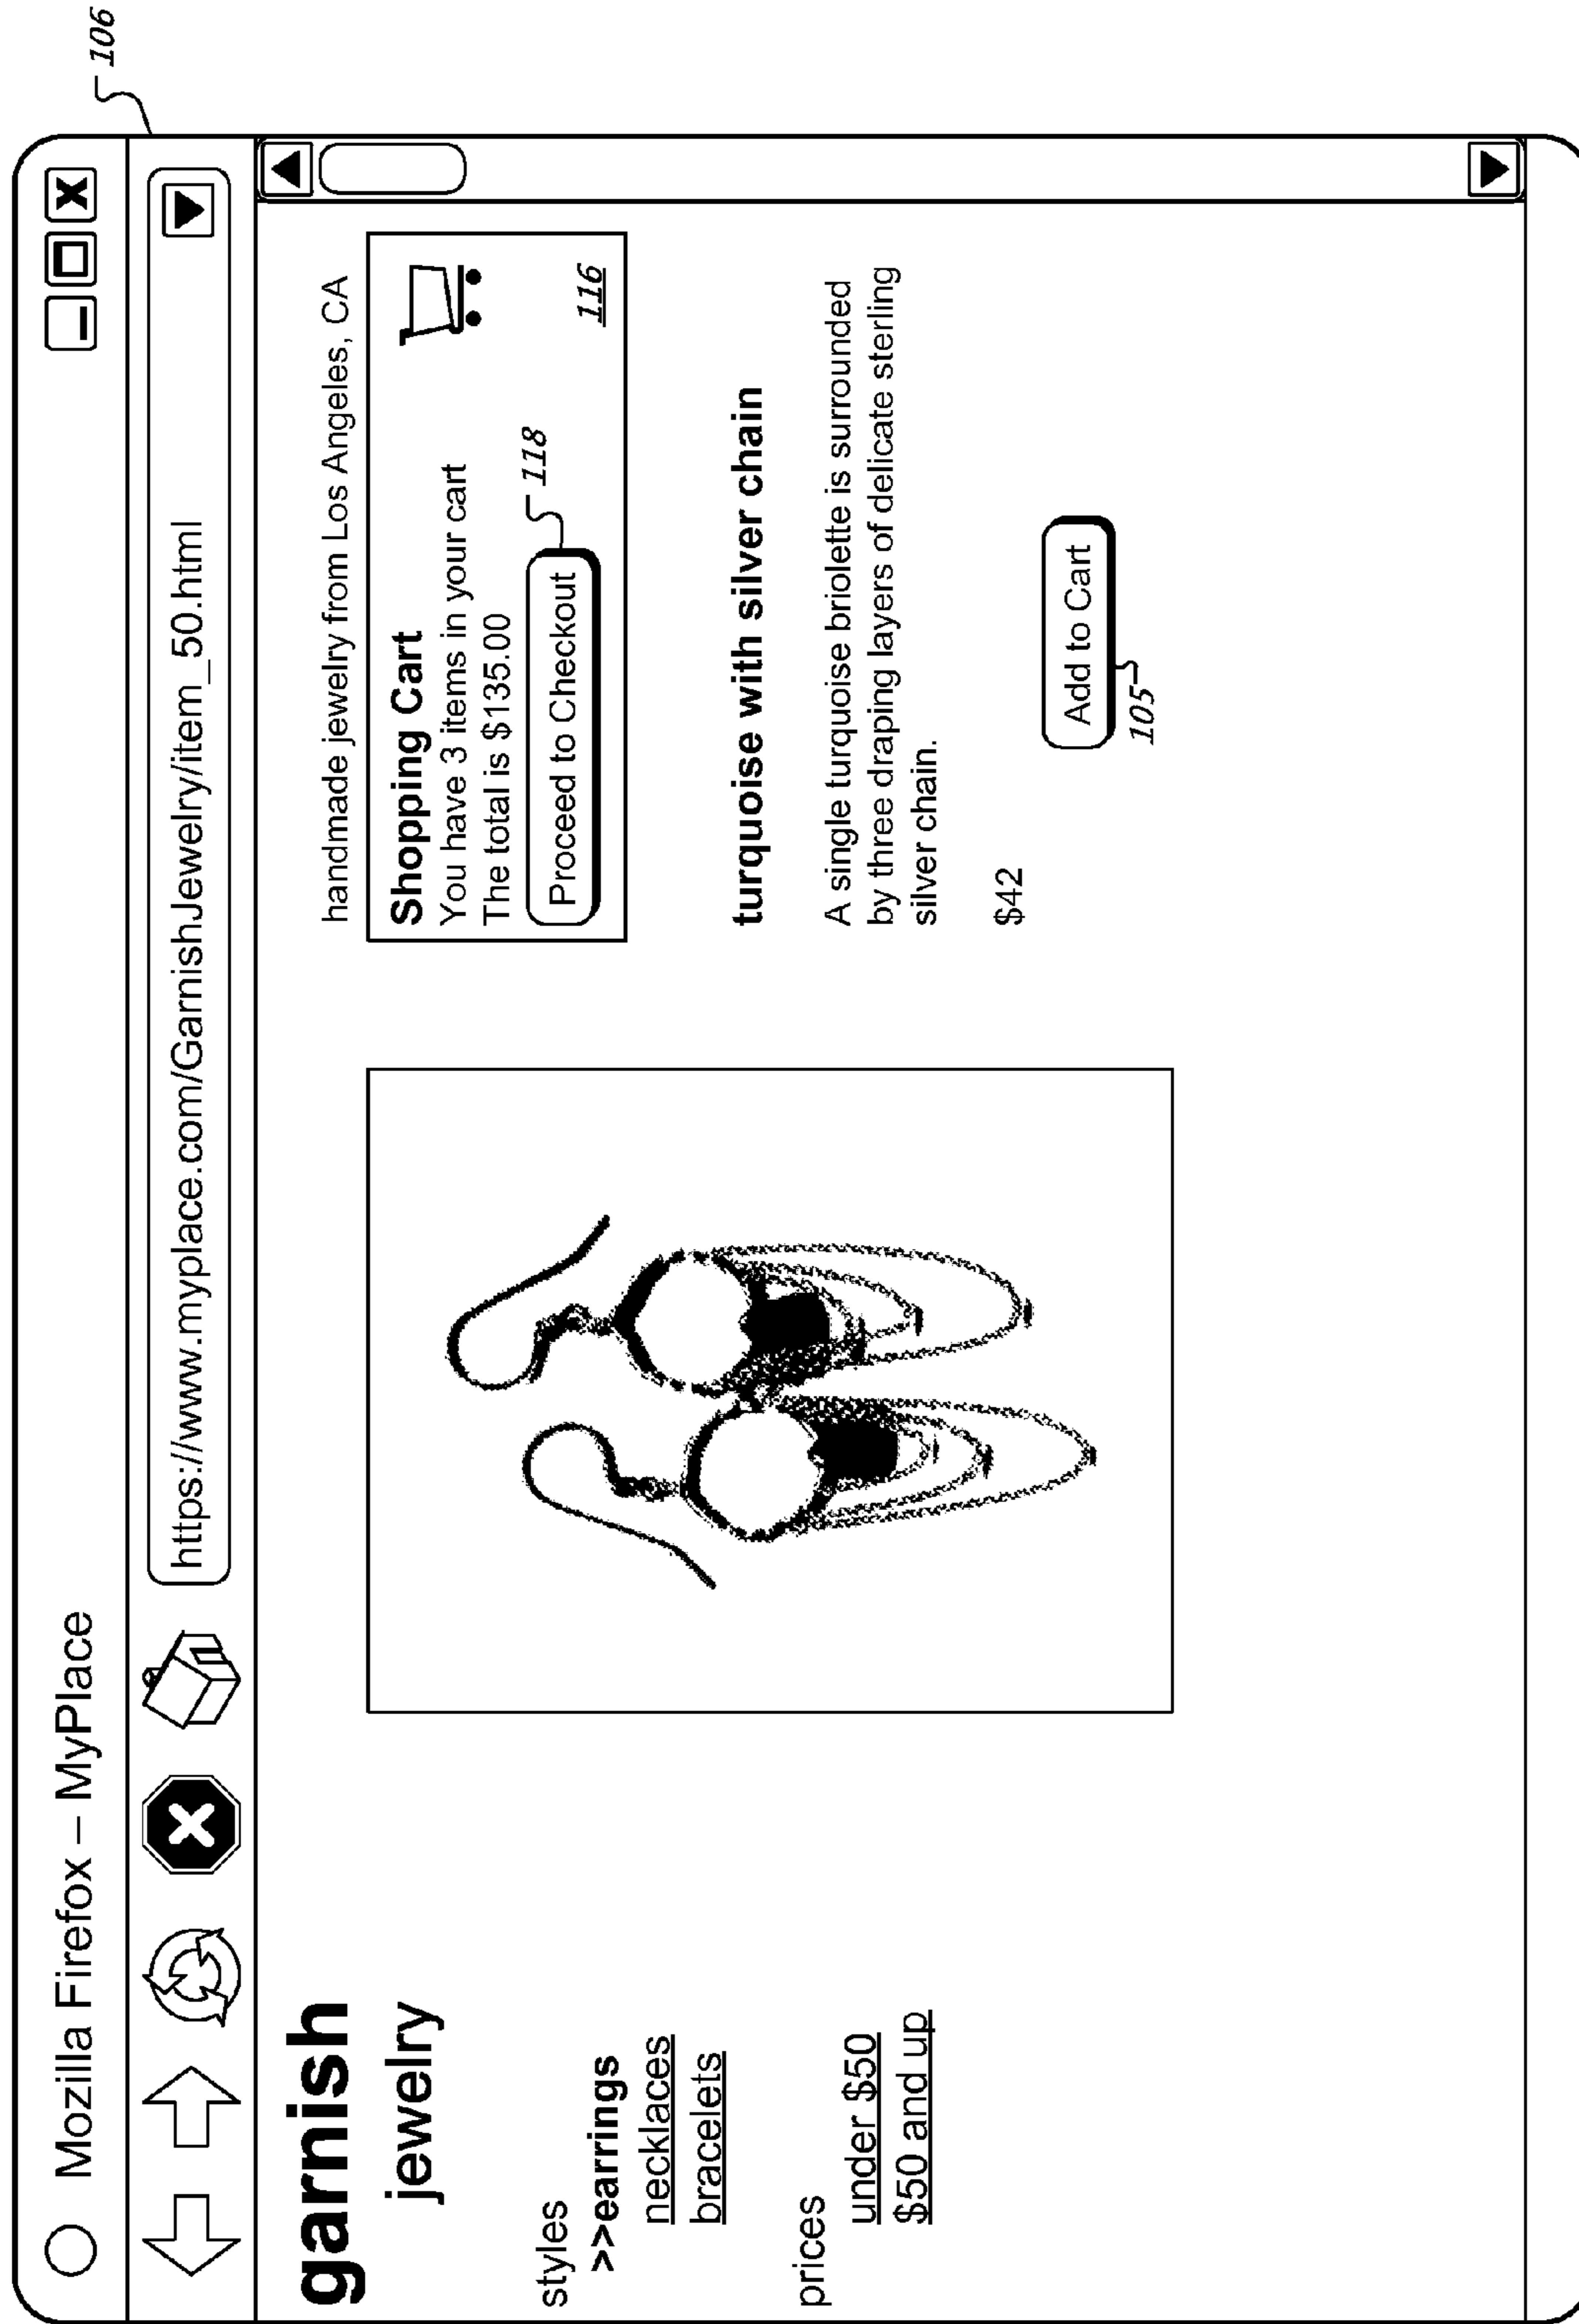 106
Mozilla Firefox – MyPlace
https://www.myplace.com/GarnishJewelry/item_50.html
garnish
jewelry
styles
>>earrings
necklaces
bracelets
prices
under $50
$50 and up
handmade jewelry from Los Angeles, CA
Shopping Cart
You have 3 items in your cart
The total is $135.00
Proceed to Checkout
118
116
turquoise with silver chain
A single turquoise briolette is surrounded
by three draping layers of delicate sterling
silver chain.
$42
Add to Cart
105